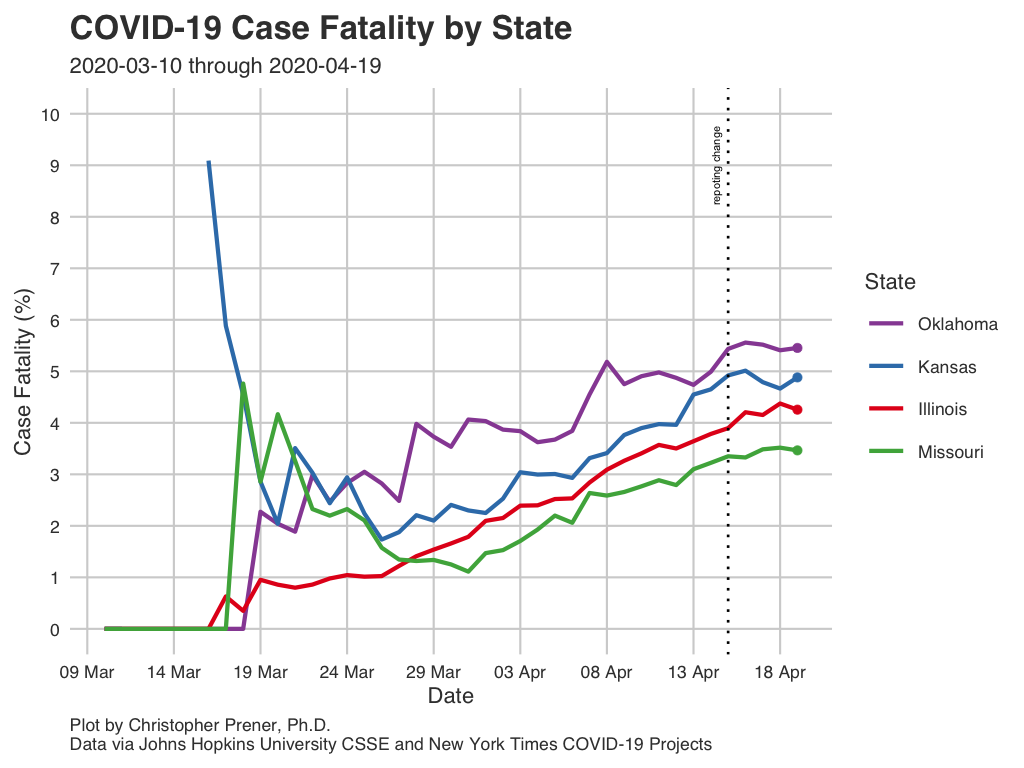 COVID-19 Case Fatality by State
2020-03-10 through 2020-04-19
10
9
8
7
6
5
4
3
2
1
0
Case Fatality (%)
repoting change
09 Mar
14 Mar
19 Mar
24 Mar
29 Mar
03 Apr
08 Apr
13 Apr
18 Apr
Date
State
Oklahoma
Kansas
Illinois
Missouri
Plot by Christopher Prener, Ph.D.
Data via Johns Hopkins University CSSE and New York Times COVID-19 Projects